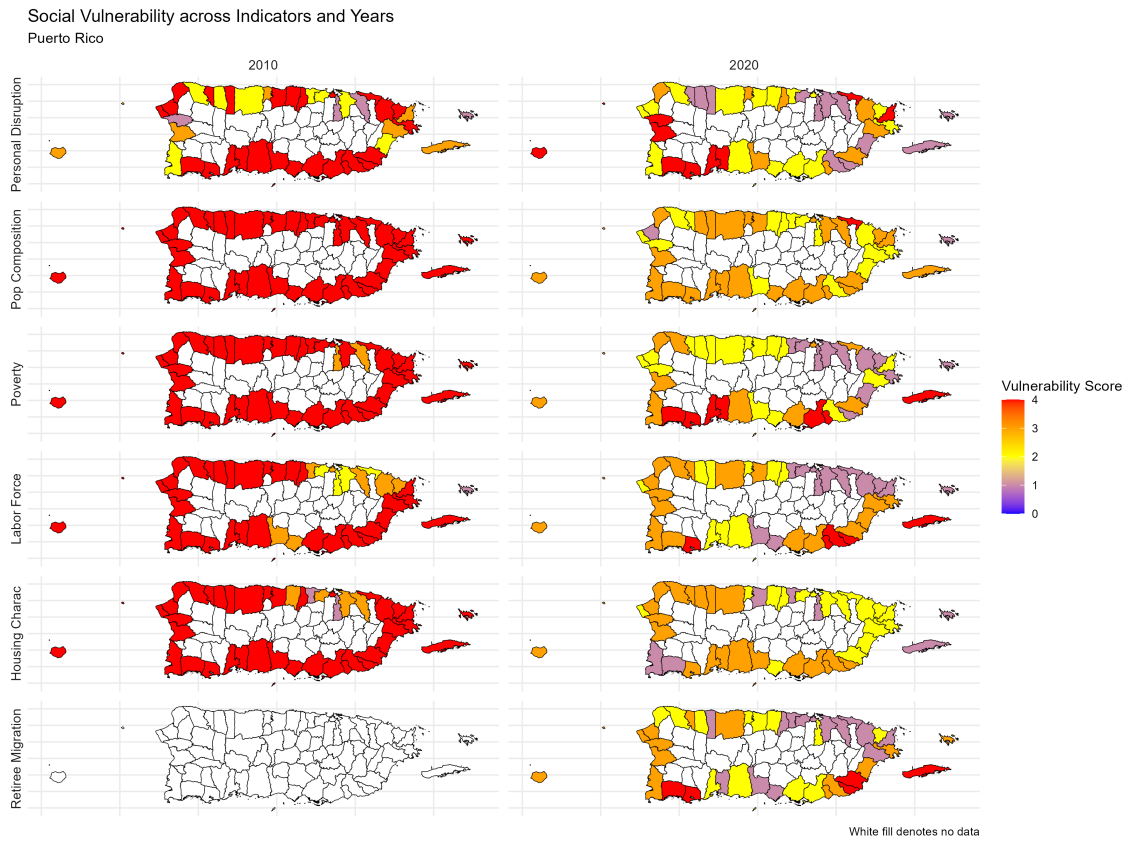 Social Vulnerability across Indicators and Years
Puerto Rico
2010
2020
Personal Disruption
Pop Composition
Poverty
Labor Force
Housing Charac
Retiree Migration
Vulnerability Score
4
3
2
1
0
White fill denotes no data